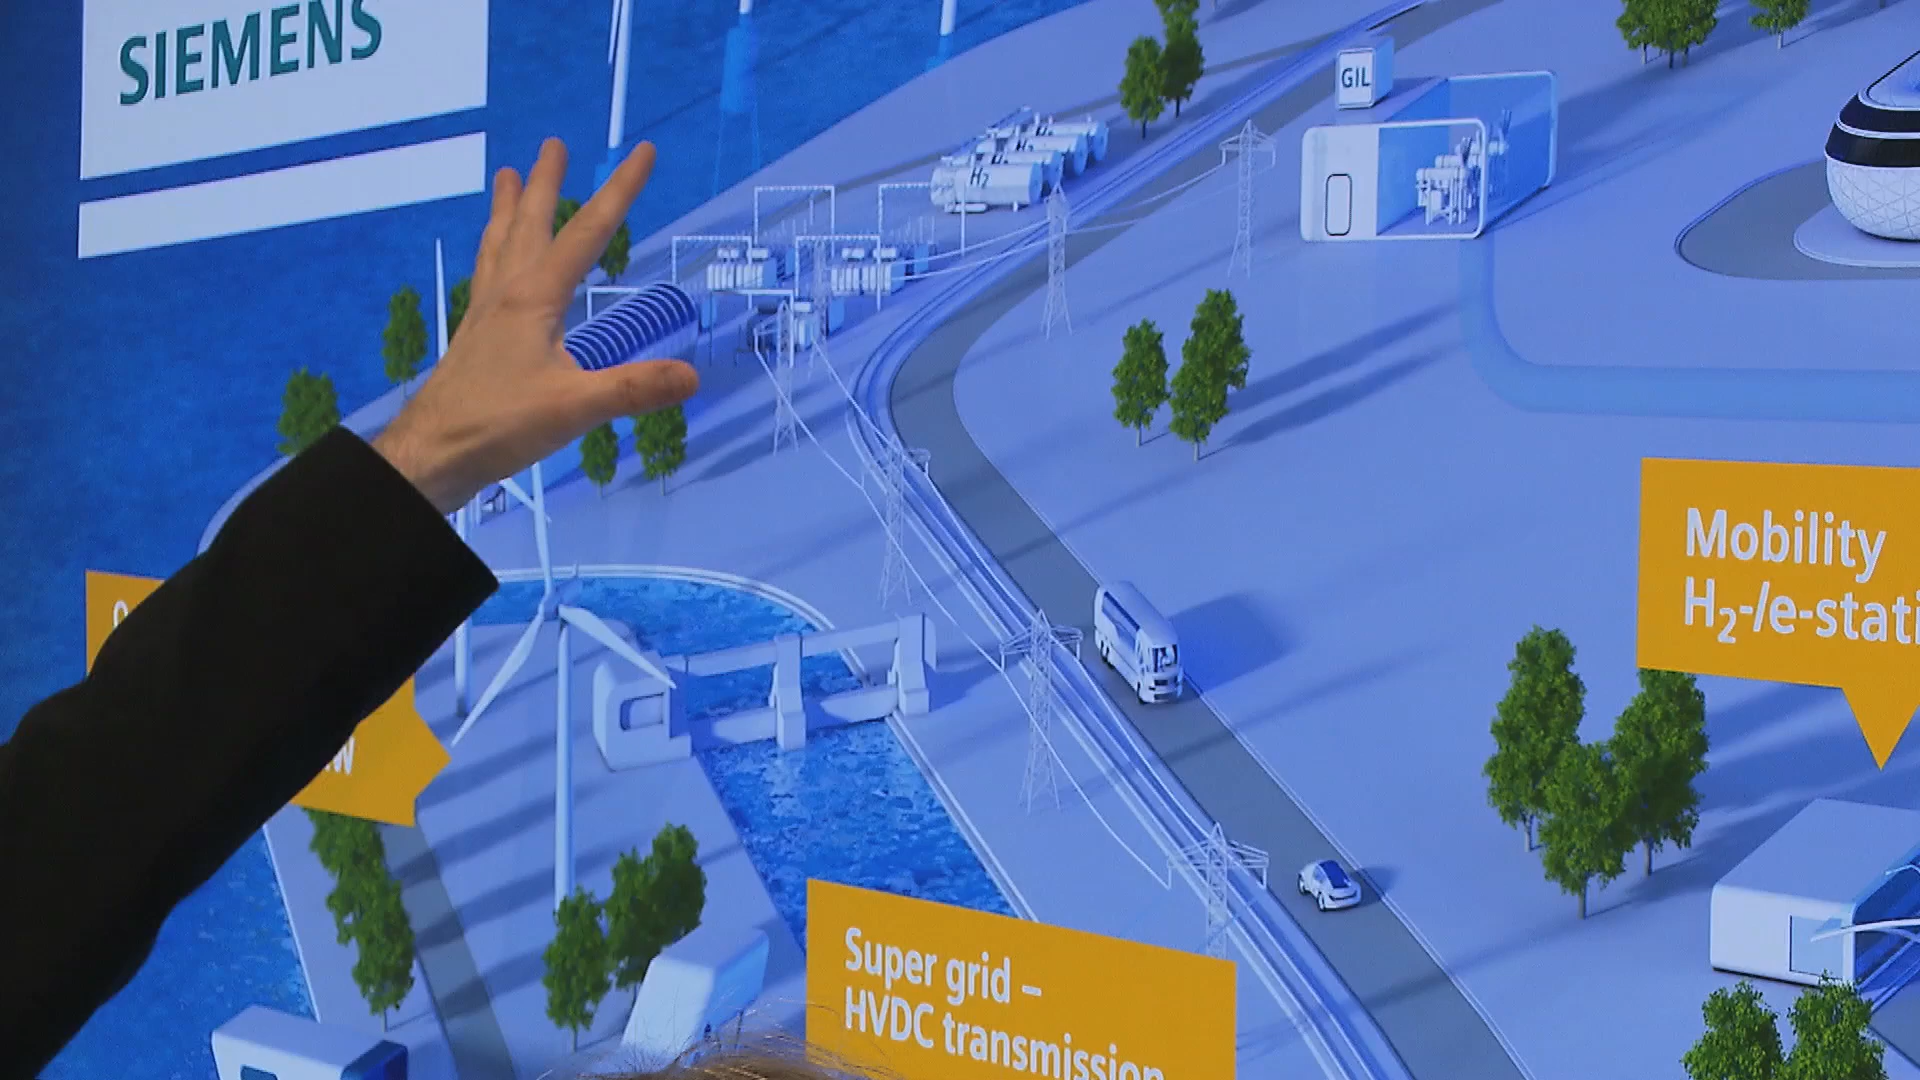 SIEMENS
GIL
H2
Mobility
H2-/e-stati
Super grid –
HVDC transmission